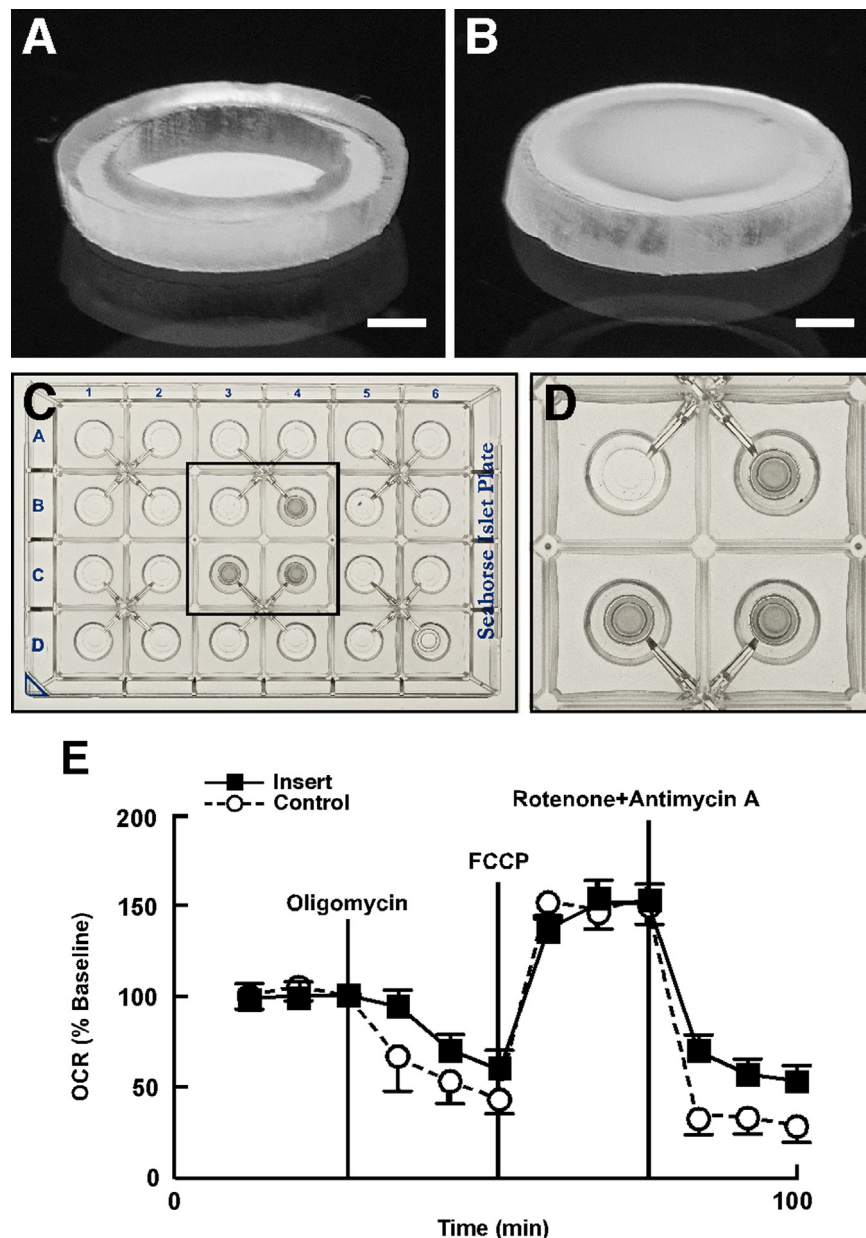 A
B
C
1 2 3 4 5 6
A
B
C
D
Seahorse Islet Plate
D
E
Insert
Control
Rotenone+Antimycin A
FCCP
Oligomycin
200
150
100
50
0
OCR (% Baseline)
0
100
Time (min)